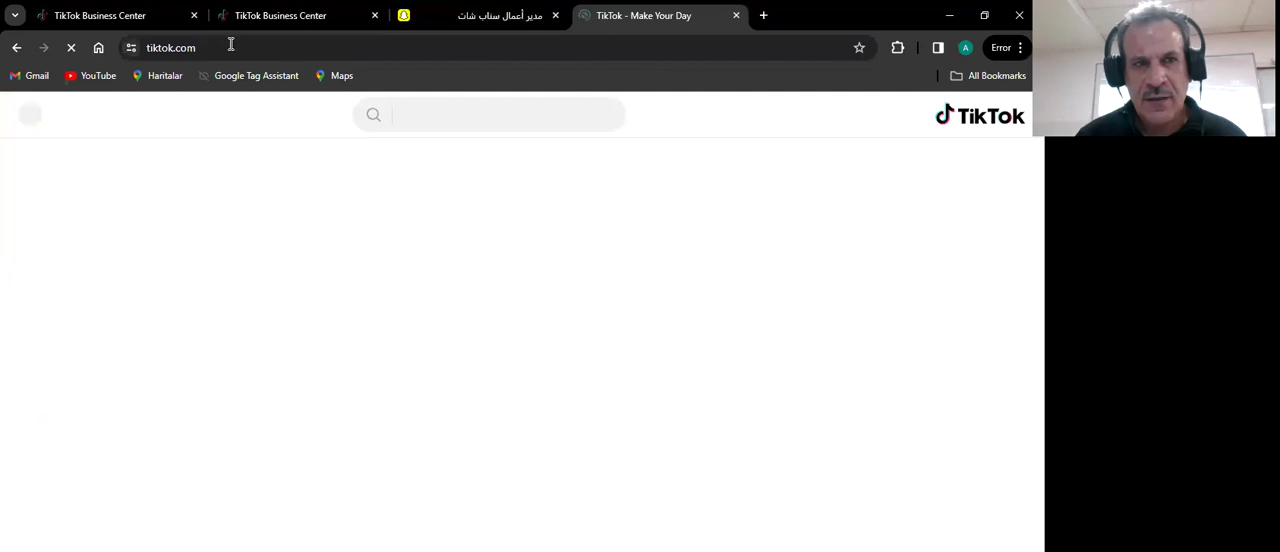 TikTok Business Center
TikTok Business Center
مدير أعمال سناب شات
TikTok - Make Your Day
tiktok.com
A
Error
Gmail
YouTube
Haritalar
Google Tag Assistant
Maps
All Bookmarks
TikTok